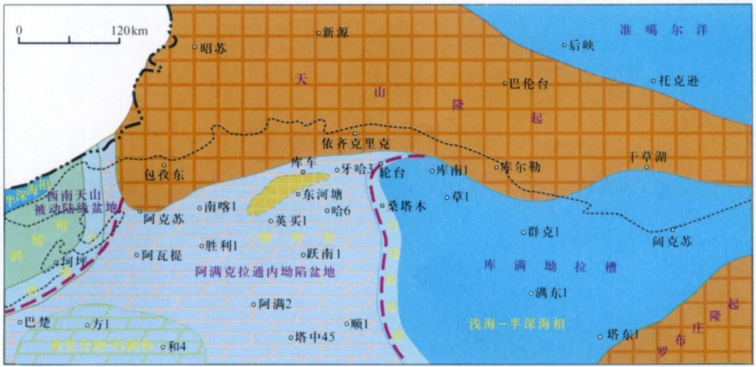 0 120km
新源
昭苏
后峡
准噶尔洋
托克逊
巴伦台
天山隆起
依齐克里克
干草湖
库车
牙哈3
轮台
库南1
库尔勒
包孜东
半深海相
西南天山
被动陆缘盆地
东河塘
哈6
草1
桑塔木
南喀1
阿克苏
英买1
群克1
阔克苏
胜利1
阿瓦提
跃南1
坷坪
斜坡相
阿满克拉通内坳陷盆地
库满坳拉槽
满东1
阿满2
顺1
浅海-半深海相
巴楚
方1
塔中45
和4
塔东1
罗布庄隆起